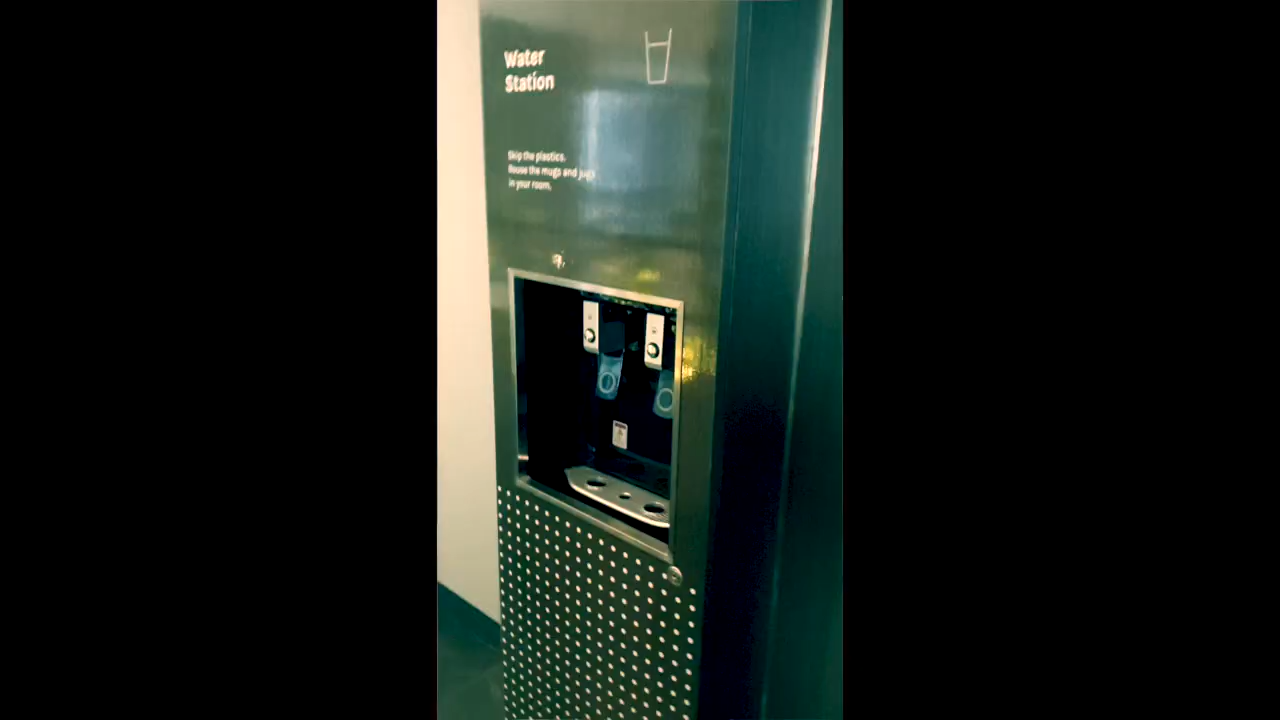 Water
Station
Skip the plastics.
Reuse the mugs and jugs
in your room.